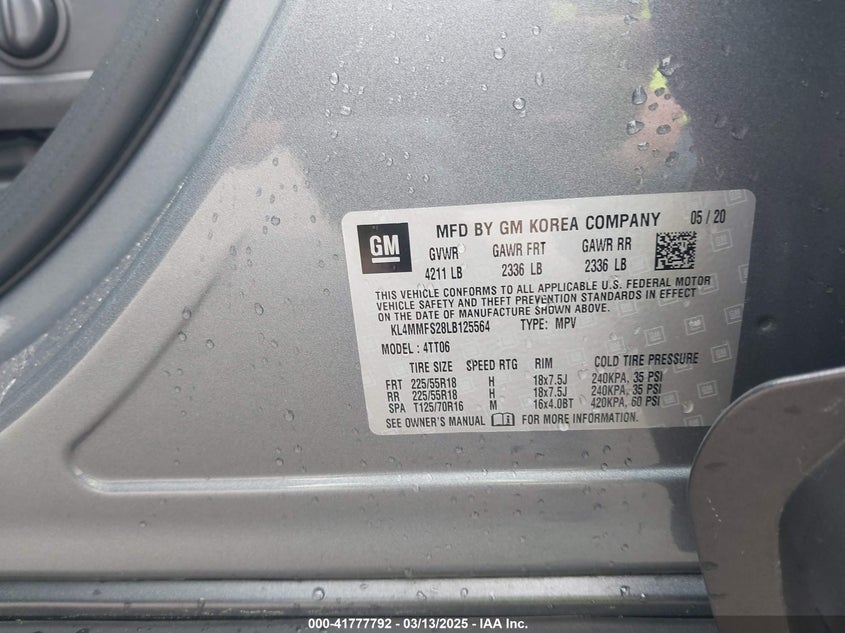 GM
MFD BY GM KOREA COMPANY 05 / 20
GVWR GAWR FRT GAWR RR
4211 LB 2336 LB 2336 LB
THIS VEHICLE CONFORMS TO ALL APPLICABLE U.S. FEDERAL MOTOR
VEHICLE SAFETY AND THEFT PREVENTION STANDARDS IN EFFECT
ON THE DATE OF MANUFACTURE SHOWN ABOVE.
KL4MMFS28LB125564 TYPE: MPV
MODEL: 4TT06
TIRE SIZE SPEED RTG RIM COLD TIRE PRESSURE
FRT 225/55R18 H 18x7.5J 240KPA, 35 PSI
RR 225/55R18 H 18x7.5J 240KPA, 35 PSI
SPA T125/70R16 M 16x4.0BT 420KPA, 60 PSI
SEE OWNER'S MANUAL FOR MORE INFORMATION.
000-41777792 - 03/13/2025 - IAA Inc.